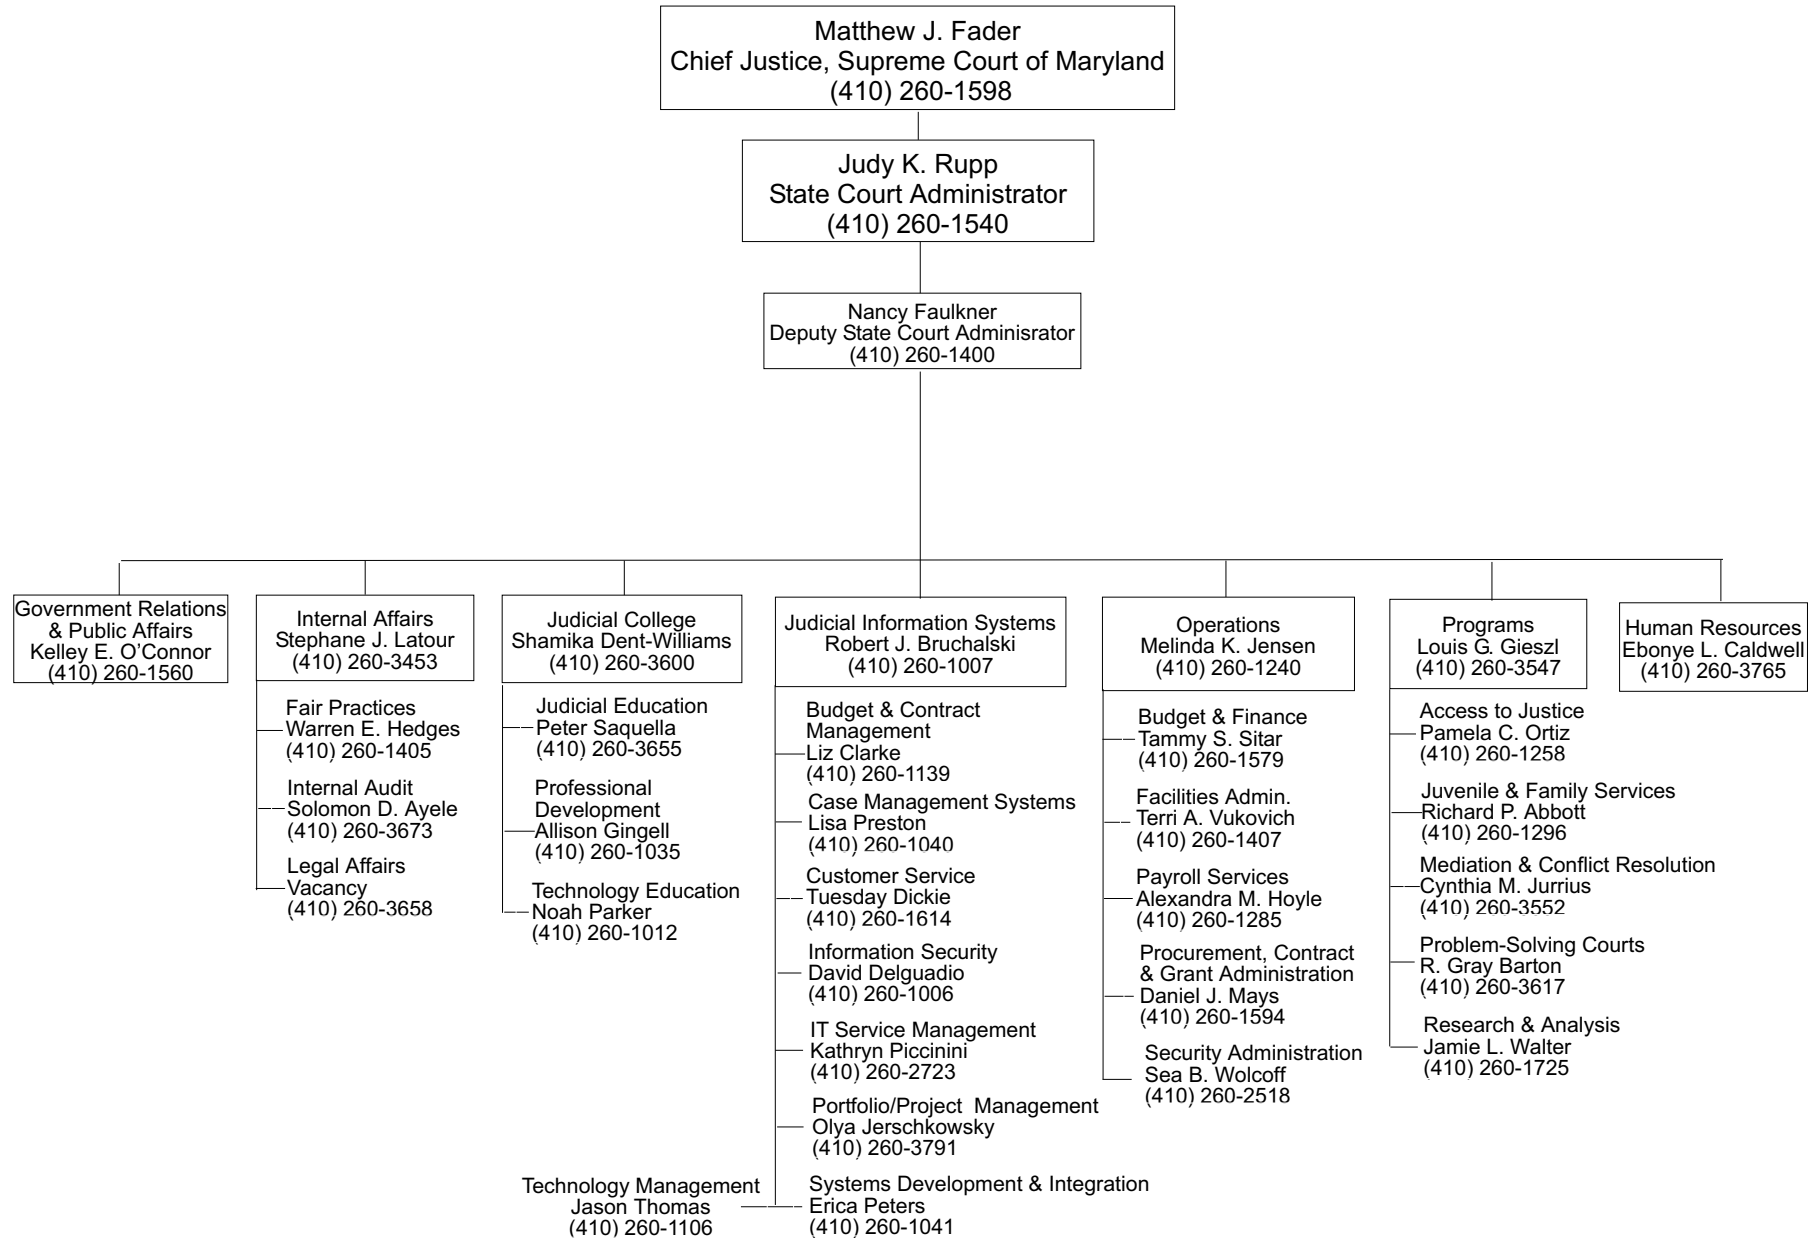 Matthew J. Fader
Chief Justice, Supreme Court of Maryland
(410) 260-1598
Judy K. Rupp
State Court Administrator
(410) 260-1540
Nancy Faulkner
Deputy State Court Adminisrator
(410) 260-1400
Government Relations
& Public Affairs
Kelley E. O’Connor
(410) 260-1560
Internal Affairs
Stephane J. Latour
(410) 260-3453
Fair Practices
Warren E. Hedges
(410) 260-1405
Internal Audit
Solomon D. Ayele
(410) 260-3673
Legal Affairs
Vacancy
(410) 260-3658
Judicial College
Shamika Dent-Williams
(410) 260-3600
Judicial Education
Peter Saquella
(410) 260-3655
Professional
Development
Allison Gingell
(410) 260-1035
Technology Education
Noah Parker
(410) 260-1012
Judicial Information Systems
Robert J. Bruchalski
(410) 260-1007
Budget & Contract
Management
Liz Clarke
(410) 260-1139
Case Management Systems
Lisa Preston
(410) 260-1040
Customer Service
Tuesday Dickie
(410) 260-1614
Information Security
David Delguadio
(410) 260-1006
IT Service Management
Kathryn Piccinini
(410) 260-2723
Portfolio/Project  Management
Olya Jerschkowsky
(410) 260-3791
Technology Management
Jason Thomas
(410) 260-1106
Systems Development & Integration
Erica Peters
(410) 260-1041
Operations
Melinda K. Jensen
(410) 260-1240
Budget & Finance
Tammy S. Sitar
(410) 260-1579
Facilities Admin.
Terri A. Vukovich
(410) 260-1407
Payroll Services
Alexandra M. Hoyle
(410) 260-1285
Procurement, Contract
& Grant Administration
Daniel J. Mays
(410) 260-1594
Security Administration
Sea B. Wolcoff
(410) 260-2518
Programs
Louis G. Gieszl
(410) 260-3547
Access to Justice
Pamela C. Ortiz
(410) 260-1258
Juvenile & Family Services
Richard P. Abbott
(410) 260-1296
Mediation & Conflict Resolution
Cynthia M. Jurrius
(410) 260-3552
Problem-Solving Courts
R. Gray Barton
(410) 260-3617
Research & Analysis
Jamie L. Walter
(410) 260-1725
Human Resources
Ebonye L. Caldwell
(410) 260-3765